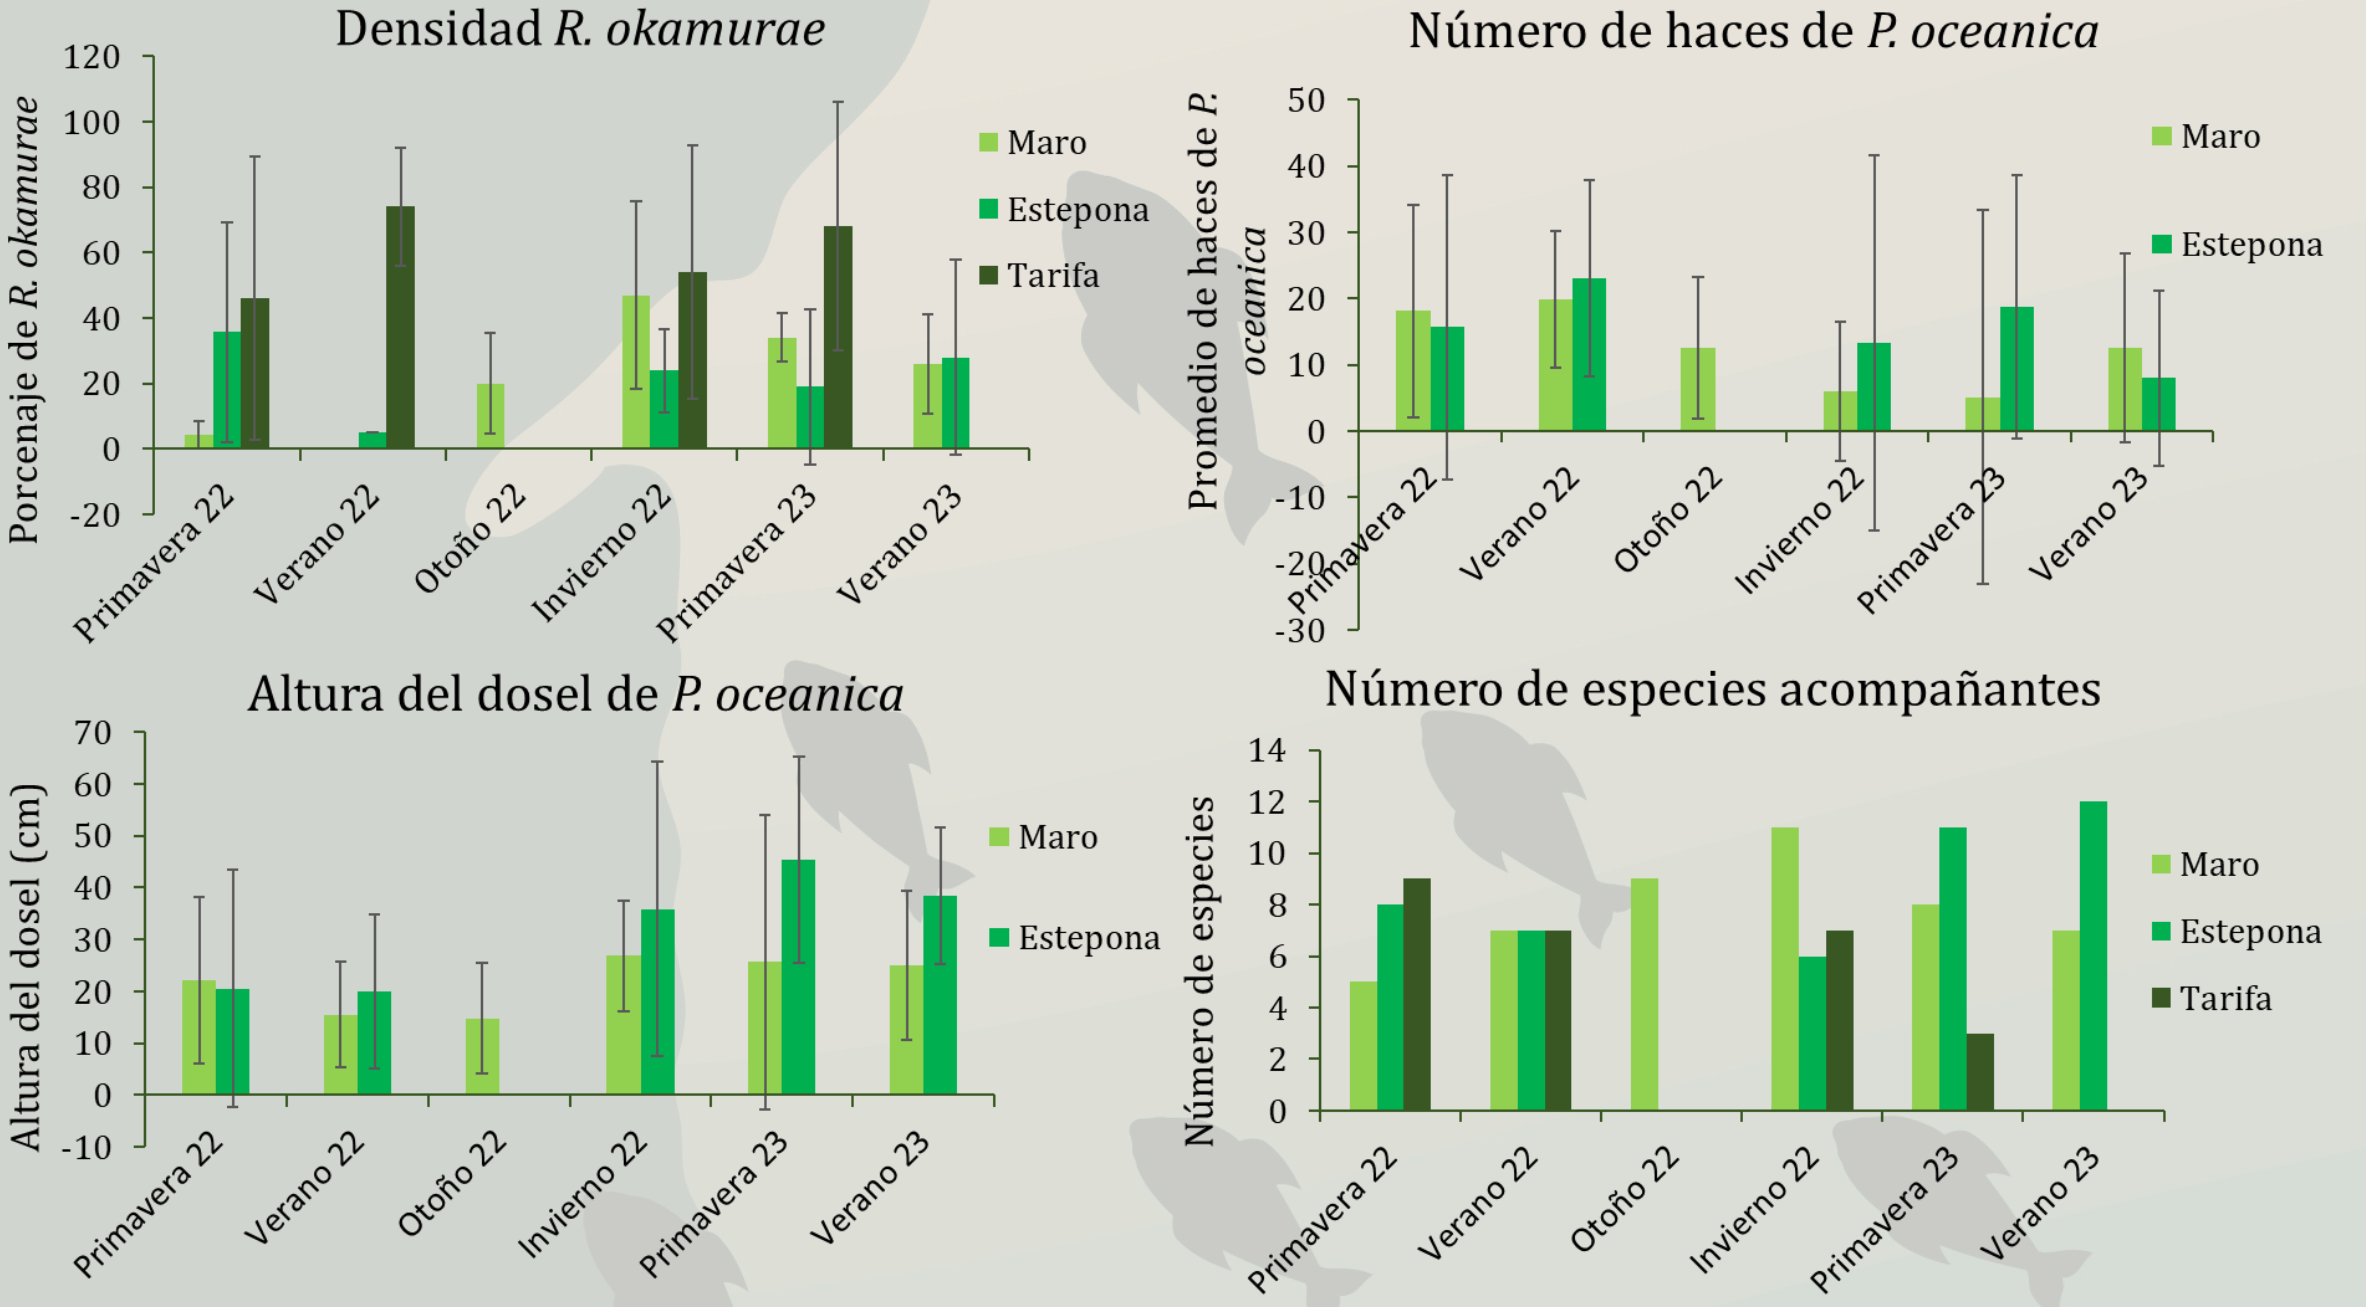 Densidad R. okamurae
Porcenaje de R. okamurae
120
100
80
60
40
20
0
-20
Primavera 22
Verano 22
Otoño 22
Invierno 22
Primavera 23
Verano 23
Maro
Estepona
Tarifa
Número de haces de P. oceanica
Promedio de haces de P.
oceanica
50
40
30
20
10
0
-10
-20
-30
Primavera 22
Verano 22
Otoño 22
Invierno 22
Primavera 23
Verano 23
Maro
Estepona
Altura del dosel de P. oceanica
Altura del dosel (cm)
70
60
50
40
30
20
10
0
-10
Primavera 22
Verano 22
Otoño 22
Invierno 22
Primavera 23
Verano 23
Maro
Estepona
Número de especies acompañantes
Número de especies
14
12
10
8
6
4
2
0
Primavera 22
Verano 22
Otoño 22
Invierno 22
Primavera 23
Verano 23
Maro
Estepona
Tarifa